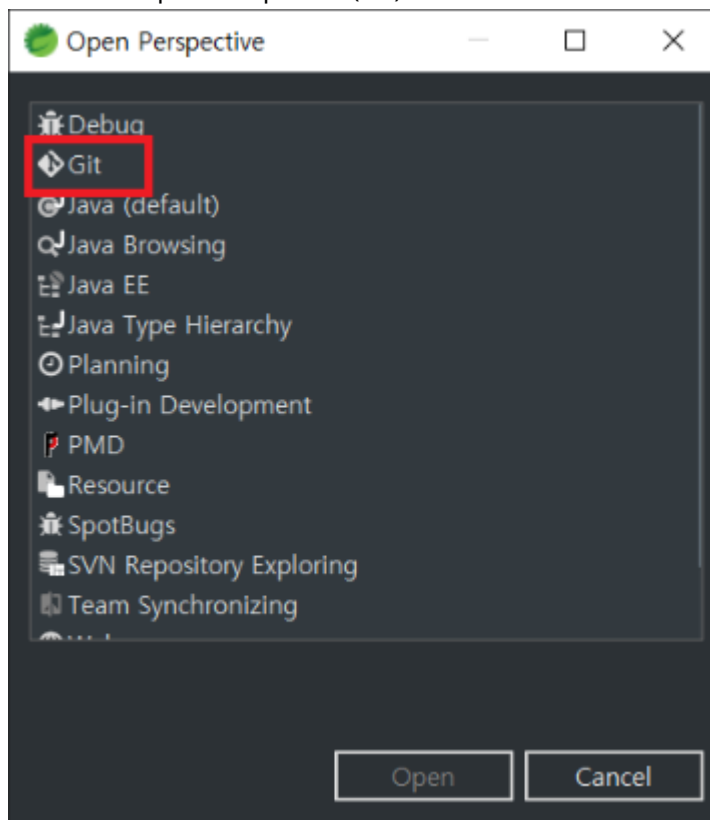 Open Perspective
Debug
Git
Java (default)
Java Browsing
Java EE
Java Type Hierarchy
Planning
Plug-in Development
PMD
Resource
SpotBugs
SVN Repository Exploring
Team Synchronizing
Open
Cancel